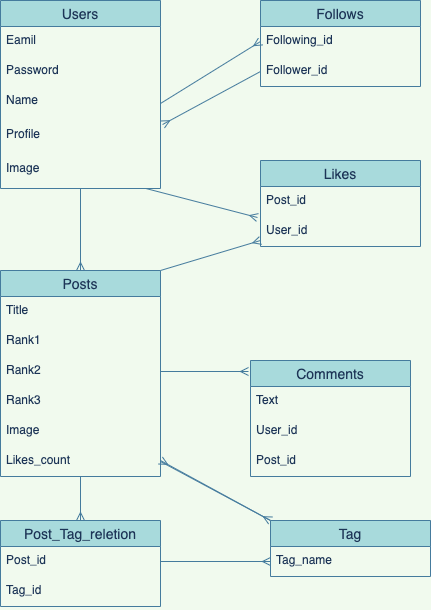 Users
Eamil
Password
Name
Profile
Image
Follows
Following_id
Follower_id
Likes
Post_id
User_id
Posts
Title
Rank1
Rank2
Rank3
Image
Likes_count
Comments
Text
User_id
Post_id
Post_Tag_reletion
Post_id
Tag_id
Tag
Tag_name